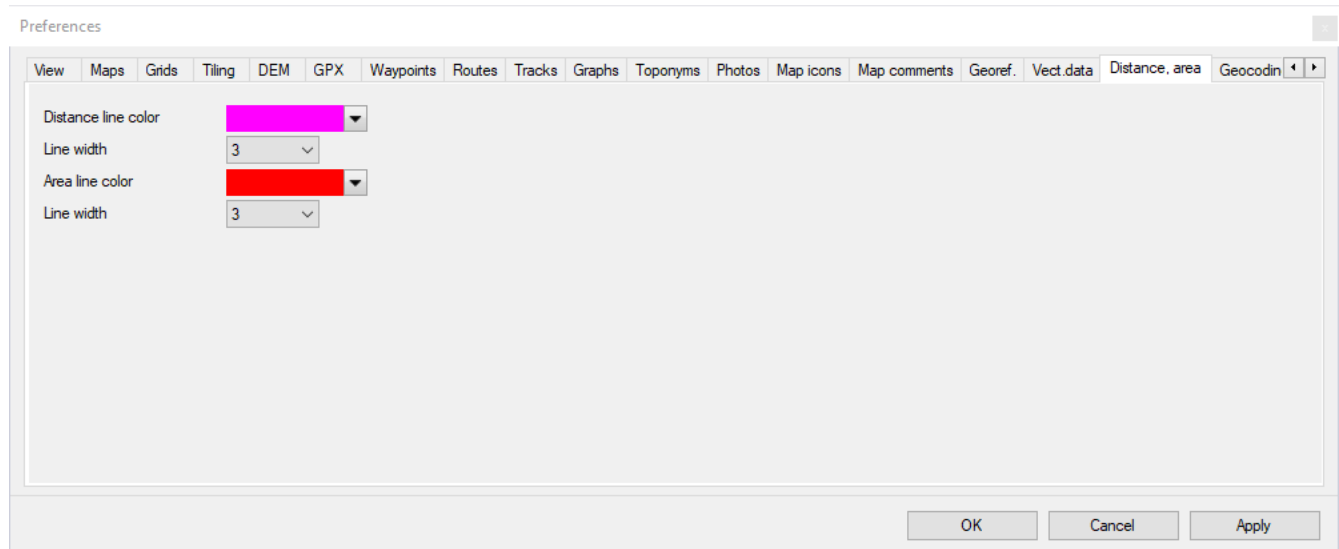 Preferences
View Maps Grids Tiling DEM GPX Waypoints Routes Tracks Graphs Toponyms Photos Map icons Map comments Georef. Vect.data Distance, area Geocodin
Distance line color
Line width 3
Area line color
Line width 3
OK Cancel Apply